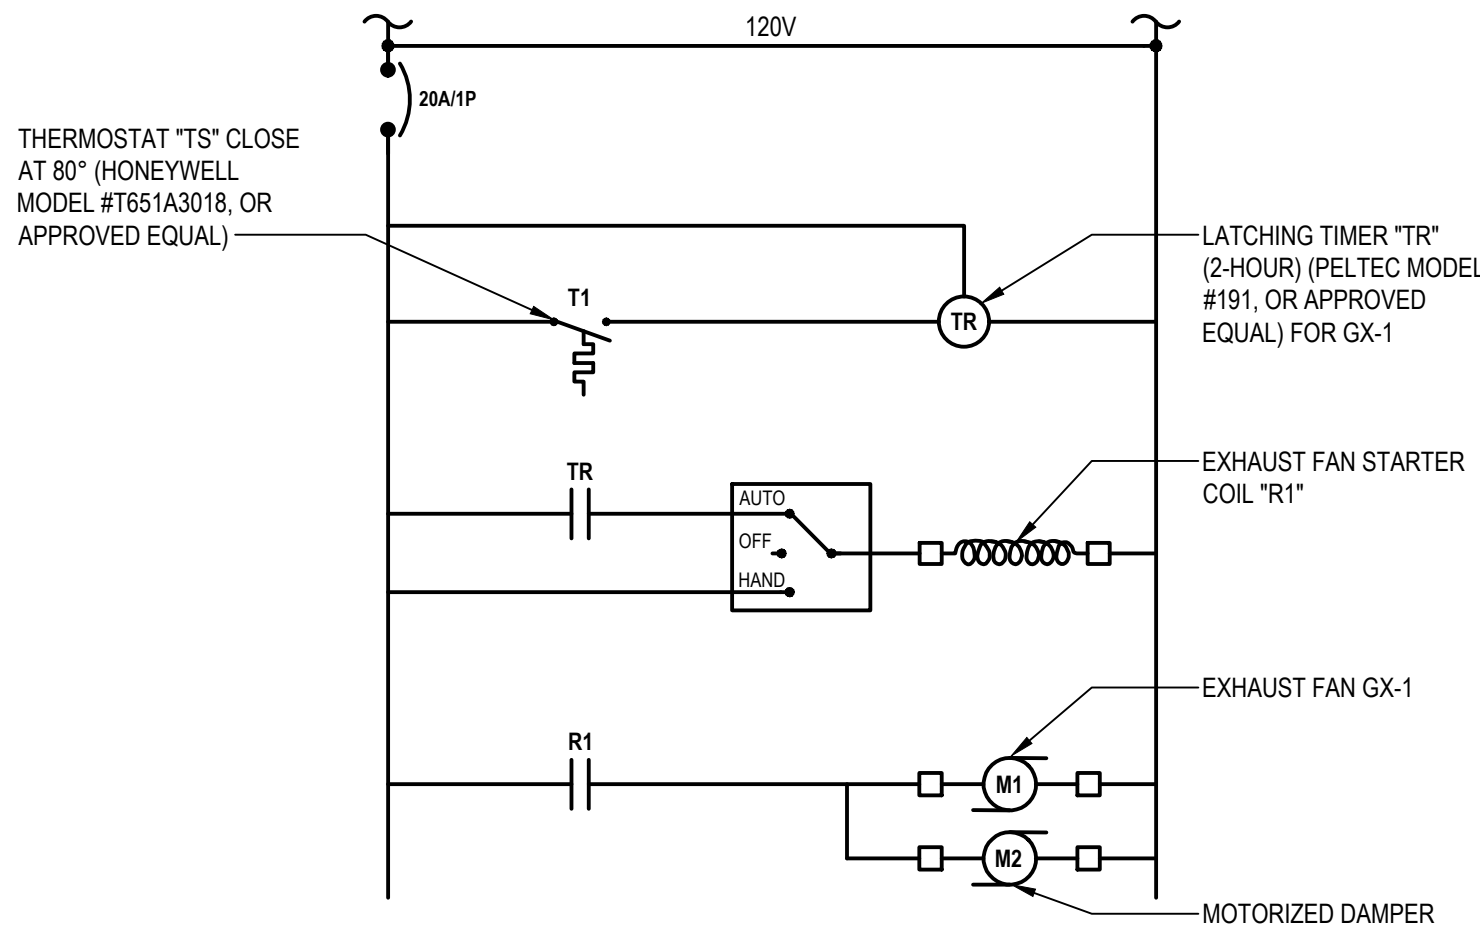 120V
20A/1P
THERMOSTAT "TS" CLOSE
AT 80° (HONEYWELL
MODEL #T651A3018, OR
APPROVED EQUAL)
LATCHING TIMER "TR"
(2-HOUR) (PELTEC MODEL
#191, OR APPROVED
EQUAL) FOR GX-1
T1
TR
EXHAUST FAN STARTER
COIL "R1"
TR
AUTO
OFF
HAND
EXHAUST FAN GX-1
R1
M1
M2
MOTORIZED DAMPER